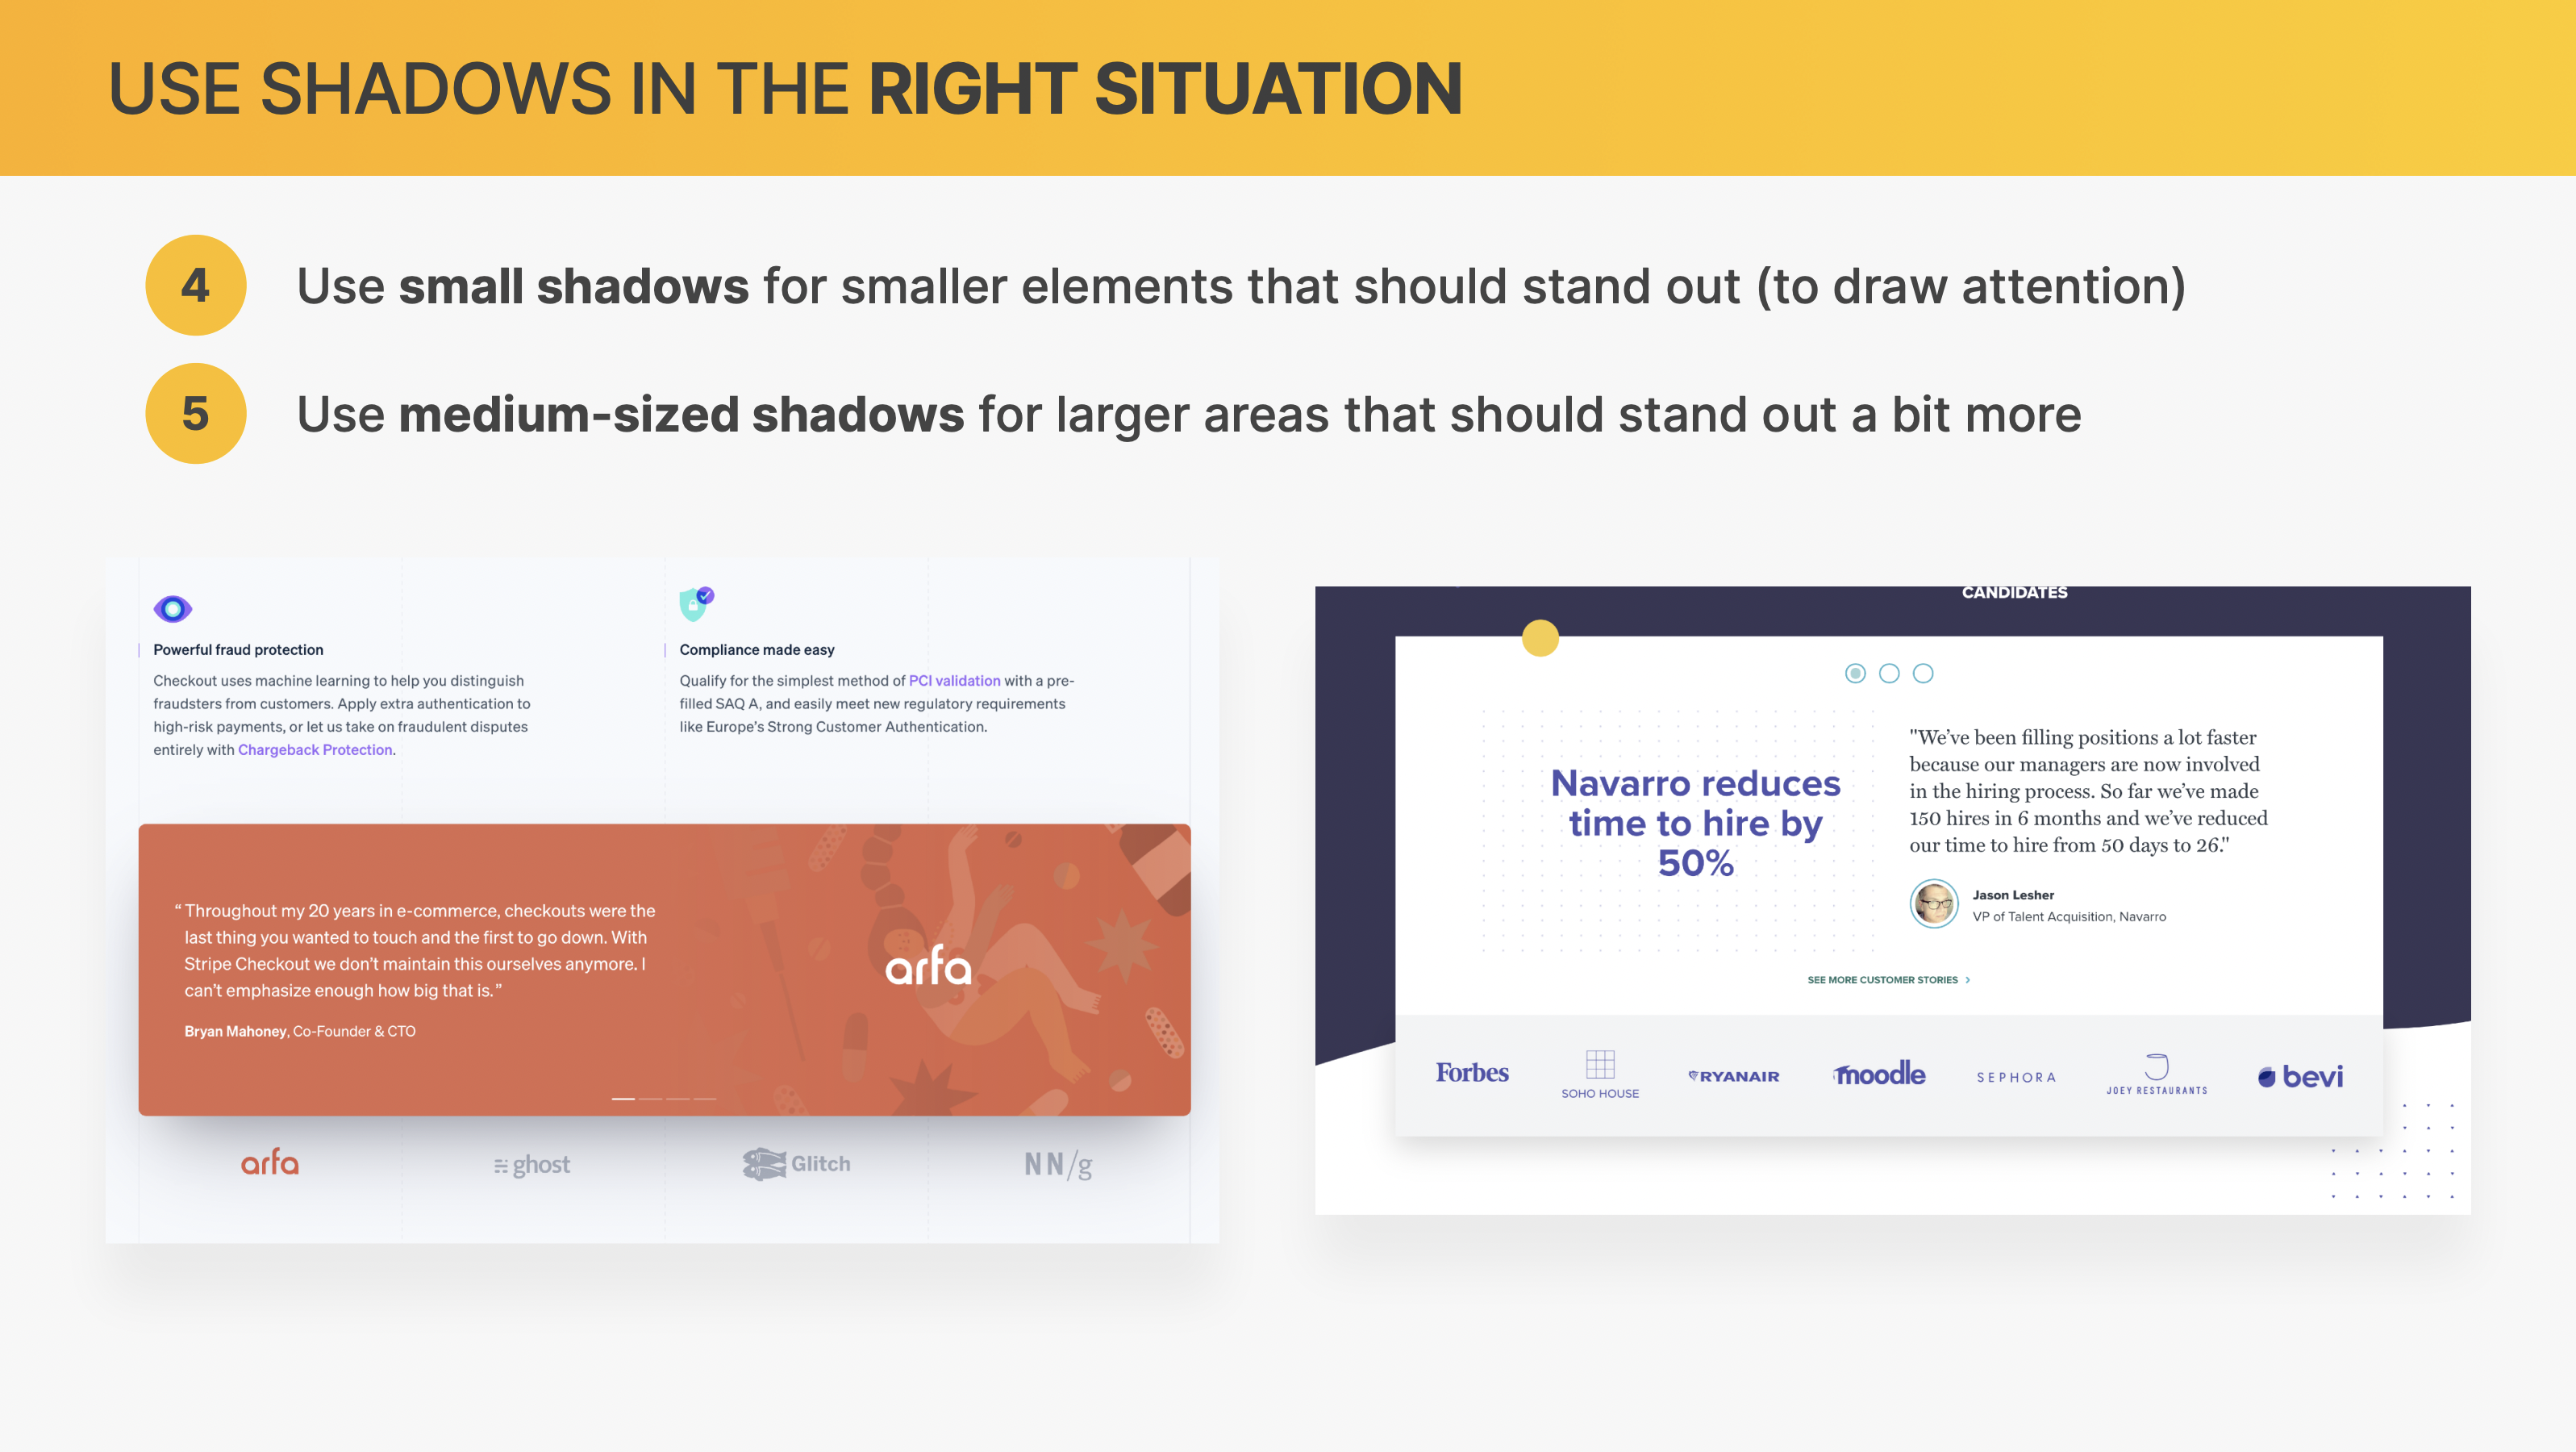 USE SHADOWS IN THE RIGHT SITUATION
4 Use small shadows for smaller elements that should stand out (to draw attention)
5 Use medium-sized shadows for larger areas that should stand out a bit more
Powerful fraud protection
Checkout uses machine learning to help you distinguish
fraudsters from customers. Apply extra authentication to
high-risk payments, or let us take on fraudulent disputes
entirely with Chargeback Protection.
Compliance made easy
Qualify for the simplest method of PCI validation with a pre-
filled SAQ A, and easily meet new regulatory requirements
like Europe’s Strong Customer Authentication.
“ Throughout my 20 years in e-commerce, checkouts were the
last thing you wanted to touch and the first to go down. With
Stripe Checkout we don’t maintain this ourselves anymore. I
can’t emphasize enough how big that is. ”
Bryan Mahoney, Co-Founder & CTO
arfa
arfa
ghost
Glitch
NN/g
CANDIDATES
Navarro reduces
time to hire by
50%
"We’ve been filling positions a lot faster
because our managers are now involved
in the hiring process. So far we’ve made
150 hires in 6 months and we’ve reduced
our time to hire from 50 days to 26."
Jason Lesher
VP of Talent Acquisition, Navarro
SEE MORE CUSTOMER STORIES >
Forbes
SOHO HOUSE
RYANAIR
moodle
SEPHORA
JOEY RESTAURANTS
bevi